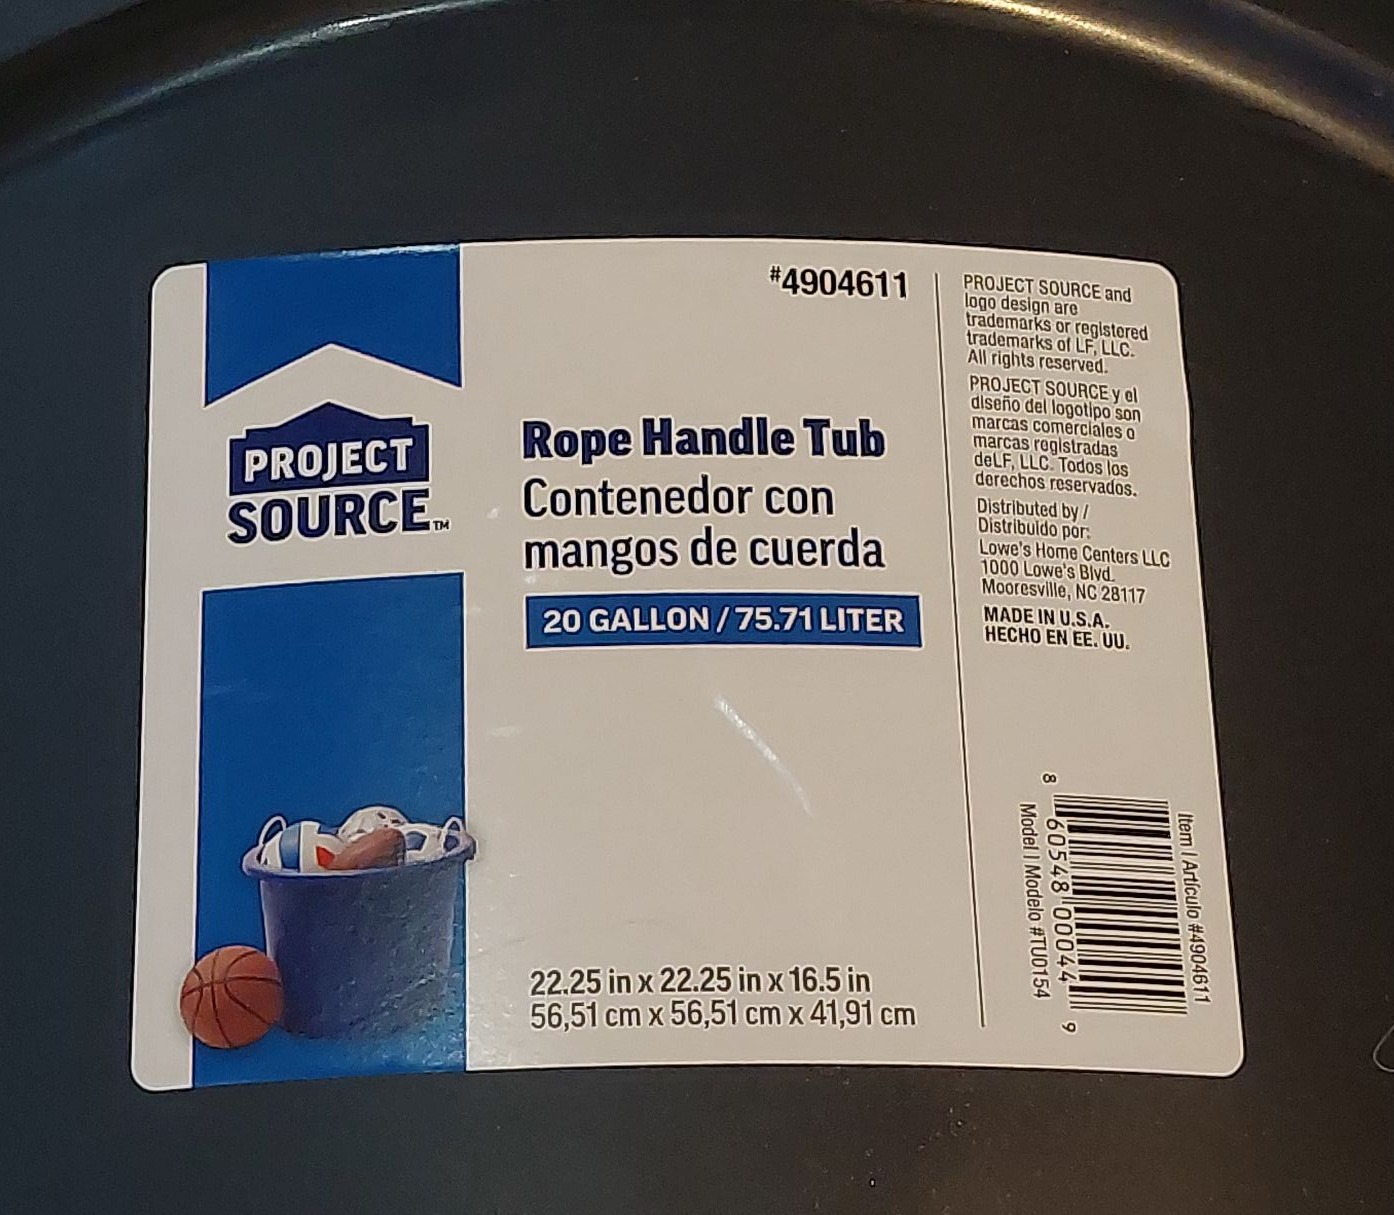 PROJECT
SOURCE™
#4904611
Rope Handle Tub
Contenedor con
mangos de cuerda
20 GALLON / 75.71 LITER
22.25 in x 22.25 in x 16.5 in
56,51 cm x 56,51 cm x 41,91 cm
PROJECT SOURCE and
logo design are
trademarks or registered
trademarks of LF, LLC.
All rights reserved.
PROJECT SOURCE y el
diseño del logotipo son
marcas comerciales o
marcas registradas
deLF, LLC. Todos los
derechos reservados.
Distributed by /
Distribuido por:
Lowe's Home Centers LLC
1000 Lowe's Blvd.
Mooresville, NC 28117
MADE IN U.S.A.
HECHO EN EE. UU.
Item | Artículo #4904611
8 60548 00044 9
Model | Modelo #TU0154